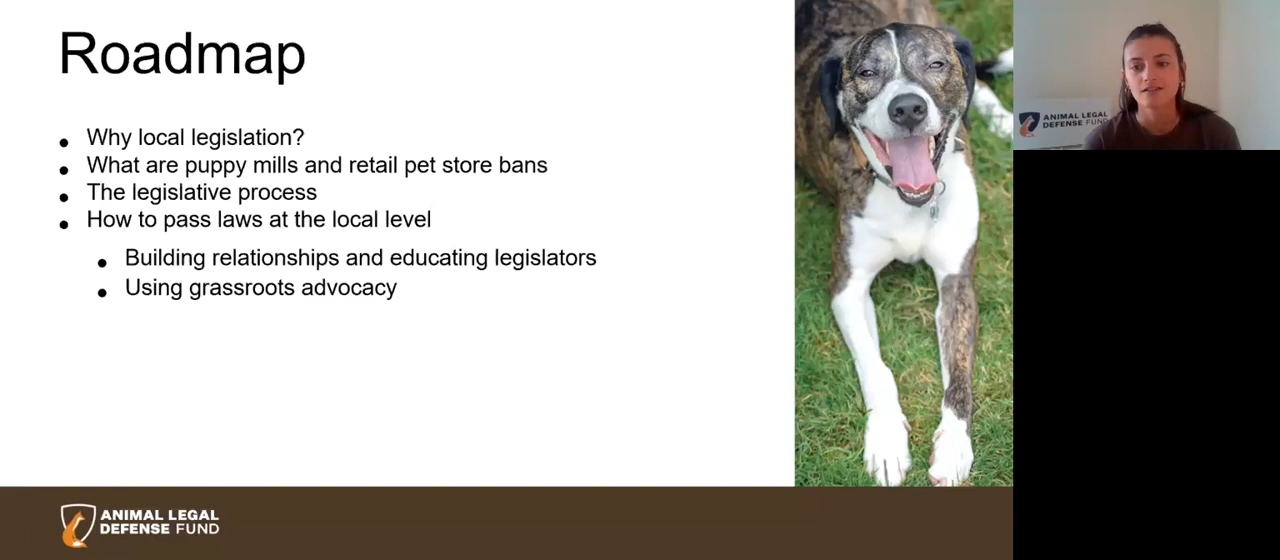 Roadmap
Why local legislation?
What are puppy mills and retail pet store bans
The legislative process
How to pass laws at the local level
Building relationships and educating legislators
Using grassroots advocacy
ANIMAL LEGAL
DEFENSE FUND
ANIMAL LEGAL
DEFENSE FUND